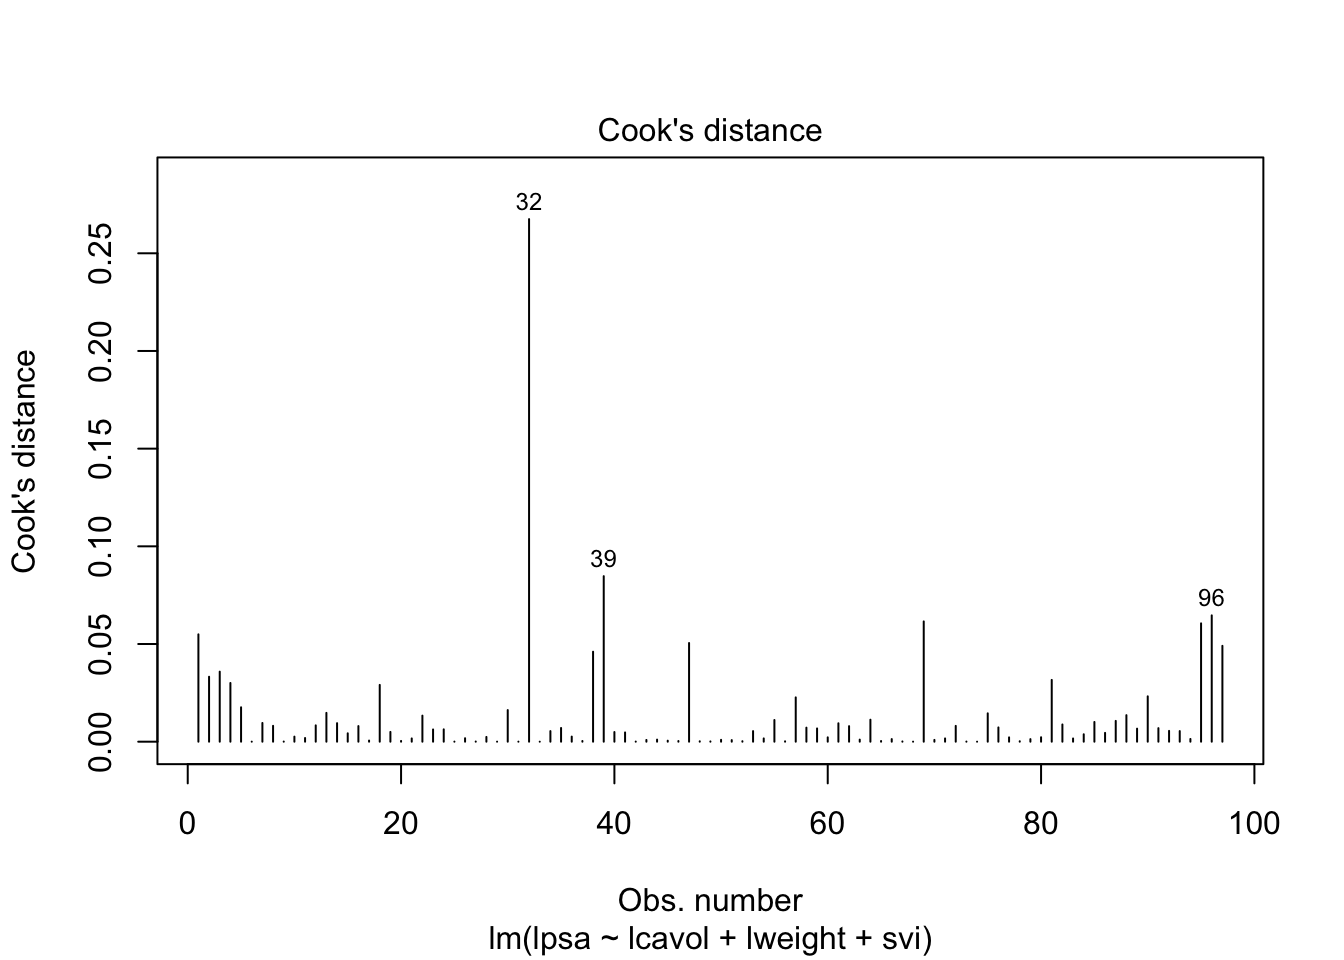 Cook's distance
32
39
96
Cook's distance
0.25
0.20
0.15
0.10
0.05
0.00
0 20 40 60 80 100
Obs. number
lm(lpsa ~ lcavol + lweight + svi)